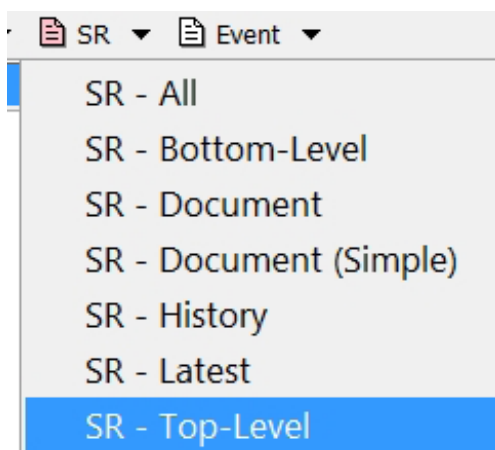 SR Event
SR - All
SR - Bottom-Level
SR - Document
SR - Document (Simple)
SR - History
SR - Latest
SR - Top-Level